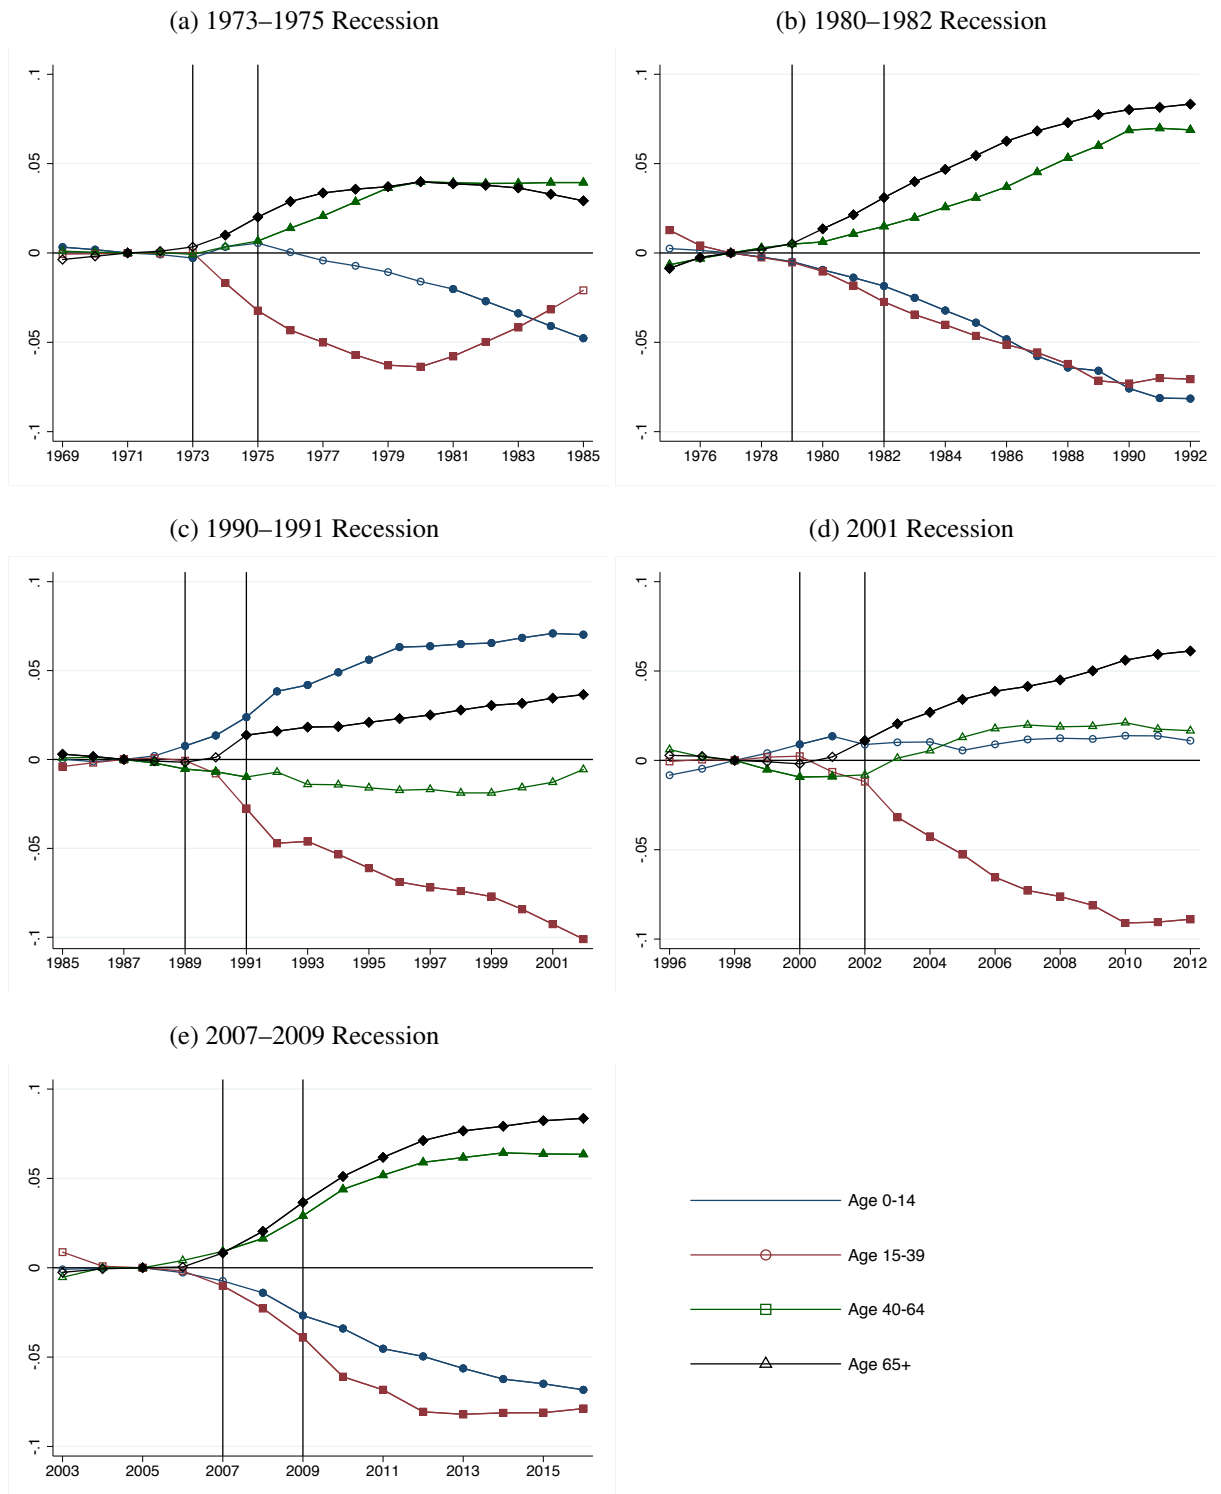 (a) 1973–1975 Recession
.1
.05
0
-.05
-.1
1969 1971 1973 1975 1977 1979 1981 1983 1985
(b) 1980–1982 Recession
.1
.05
0
-.05
-.1
1976 1978 1980 1982 1984 1986 1988 1990 1992
(c) 1990–1991 Recession
.1
.05
0
-.05
-.1
1985 1987 1989 1991 1993 1995 1997 1999 2001
(d) 2001 Recession
.1
.05
0
-.05
-.1
1996 1998 2000 2002 2004 2006 2008 2010 2012
(e) 2007–2009 Recession
.1
.05
0
-.05
-.1
2003 2005 2007 2009 2011 2013 2015
Age 0-14
Age 15-39
Age 40-64
Age 65+